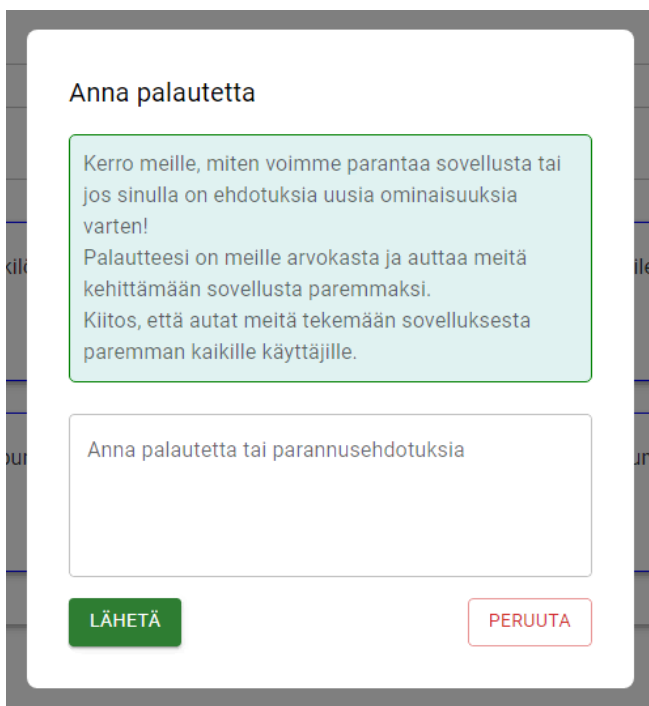 Anna palautetta
Kerro meille, miten voimme parantaa sovellusta tai
jos sinulla on ehdotuksia uusia ominaisuuksia
varten!
Palautteesi on meille arvokasta ja auttaa meitä
kehittämään sovellusta paremmaksi.
Kiitos, että autat meitä tekemään sovelluksesta
paremman kaikille käyttäjille.
Anna palautetta tai parannusehdotuksia
LÄHETÄ
PERUUTA